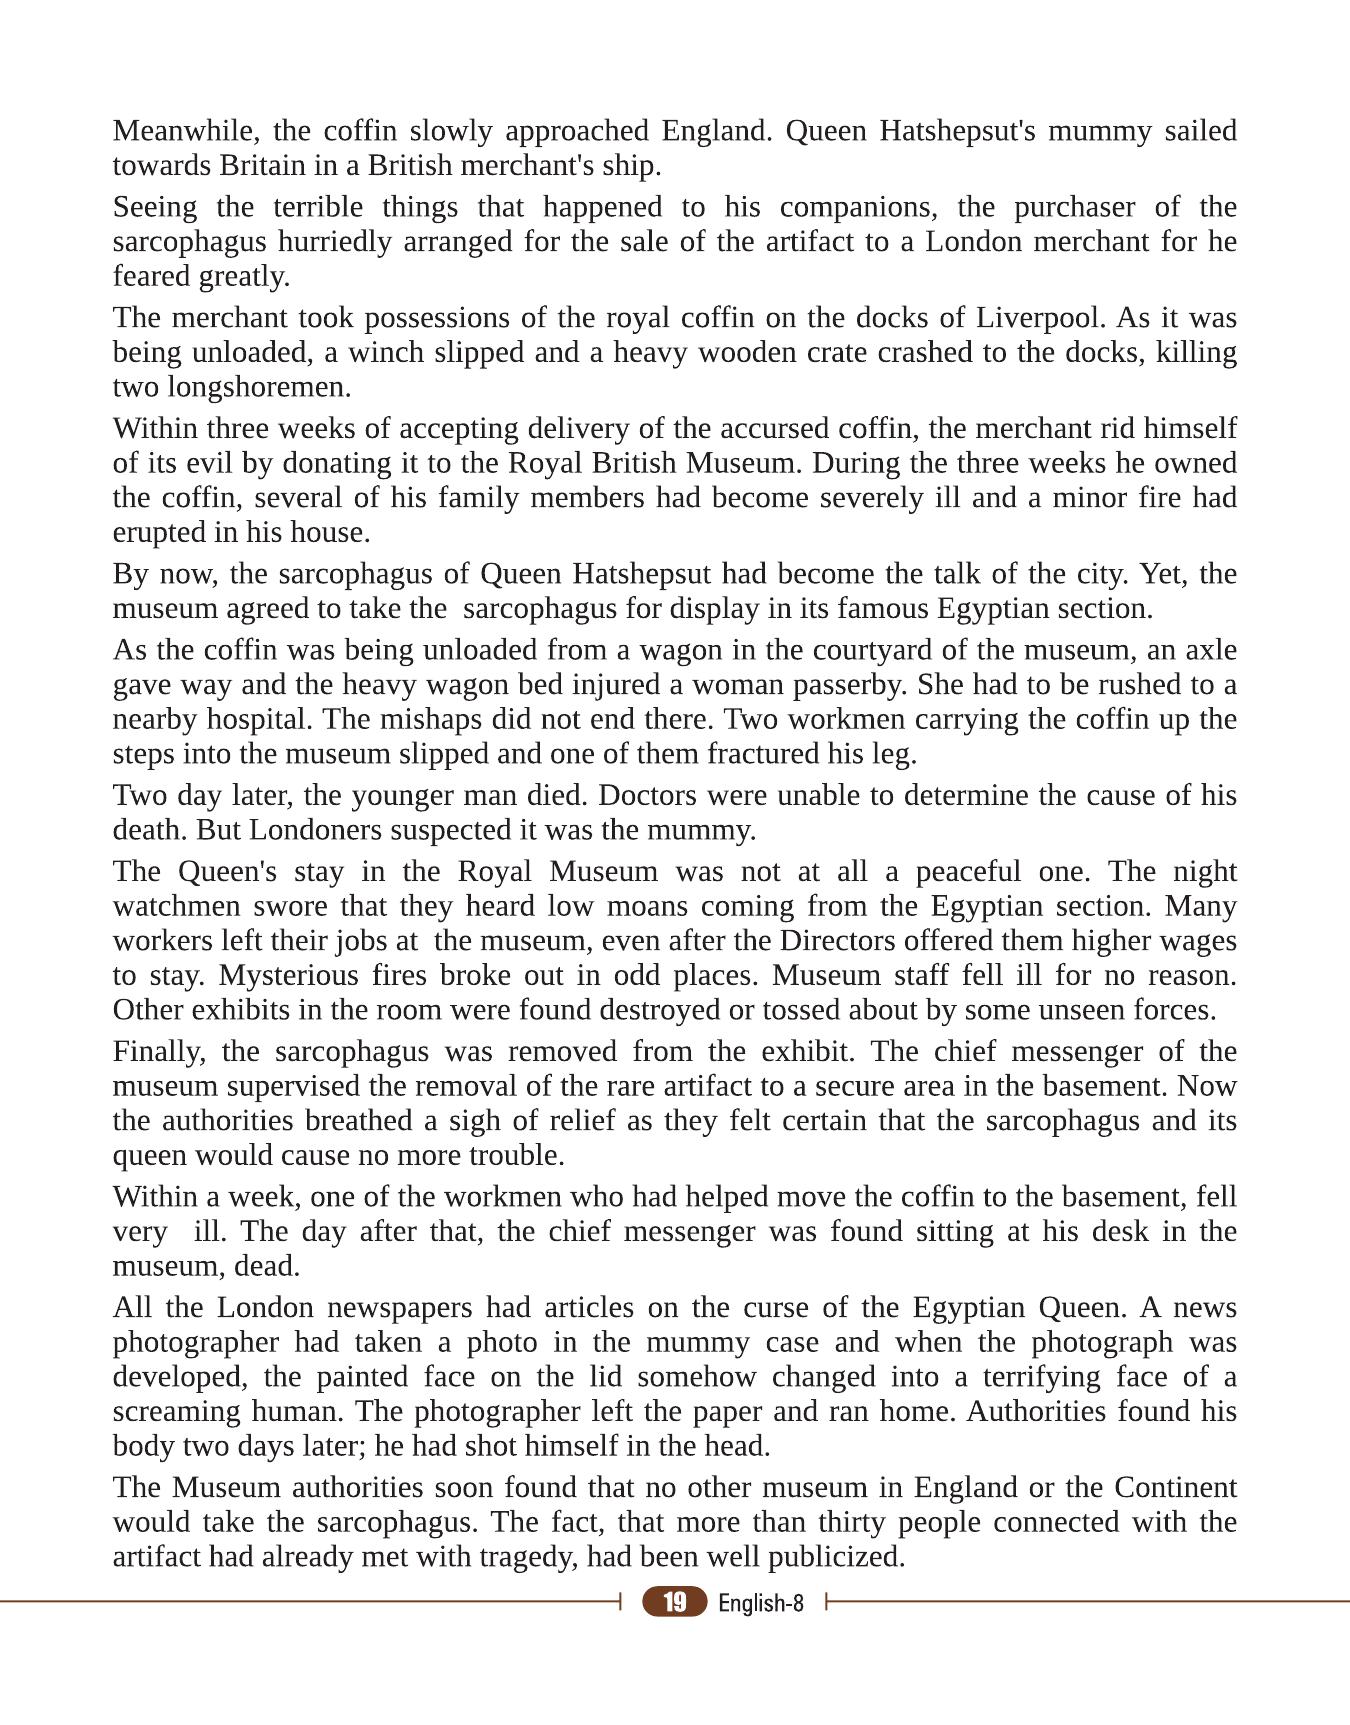 Meanwhile, the coffin slowly approached England. Queen Hatshepsut's mummy sailed
towards Britain in a British merchant's ship.
Seeing the terrible things that happened to his companions, the purchaser of the
sarcophagus hurriedly arranged for the sale of the artifact to a London merchant for he
feared greatly.
The merchant took possessions of the royal coffin on the docks of Liverpool. As it was
being unloaded, a winch slipped and a heavy wooden crate crashed to the docks, killing
two longshoremen.
Within three weeks of accepting delivery of the accursed coffin, the merchant rid himself
of its evil by donating it to the Royal British Museum. During the three weeks he owned
the coffin, several of his family members had become severely ill and a minor fire had
erupted in his house.
By now, the sarcophagus of Queen Hatshepsut had become the talk of the city. Yet, the
museum agreed to take the sarcophagus for display in its famous Egyptian section.
As the coffin was being unloaded from a wagon in the courtyard of the museum, an axle
gave way and the heavy wagon bed injured a woman passerby. She had to be rushed to a
nearby hospital. The mishaps did not end there. Two workmen carrying the coffin up the
steps into the museum slipped and one of them fractured his leg.
Two day later, the younger man died. Doctors were unable to determine the cause of his
death. But Londoners suspected it was the mummy.
The Queen's stay in the Royal Museum was not at all a peaceful one. The night
watchmen swore that they heard low moans coming from the Egyptian section. Many
workers left their jobs at the museum, even after the Directors offered them higher wages
to stay. Mysterious fires broke out in odd places. Museum staff fell ill for no reason.
Other exhibits in the room were found destroyed or tossed about by some unseen forces.
Finally, the sarcophagus was removed from the exhibit. The chief messenger of the
museum supervised the removal of the rare artifact to a secure area in the basement. Now
the authorities breathed a sigh of relief as they felt certain that the sarcophagus and its
queen would cause no more trouble.
Within a week, one of the workmen who had helped move the coffin to the basement, fell
very ill. The day after that, the chief messenger was found sitting at his desk in the
museum, dead.
All the London newspapers had articles on the curse of the Egyptian Queen. A news
photographer had taken a photo in the mummy case and when the photograph was
developed, the painted face on the lid somehow changed into a terrifying face of a
screaming human. The photographer left the paper and ran home. Authorities found his
body two days later; he had shot himself in the head.
The Museum authorities soon found that no other museum in England or the Continent
would take the sarcophagus. The fact, that more than thirty people connected with the
artifact had already met with tragedy, had been well publicized.
19 English-8